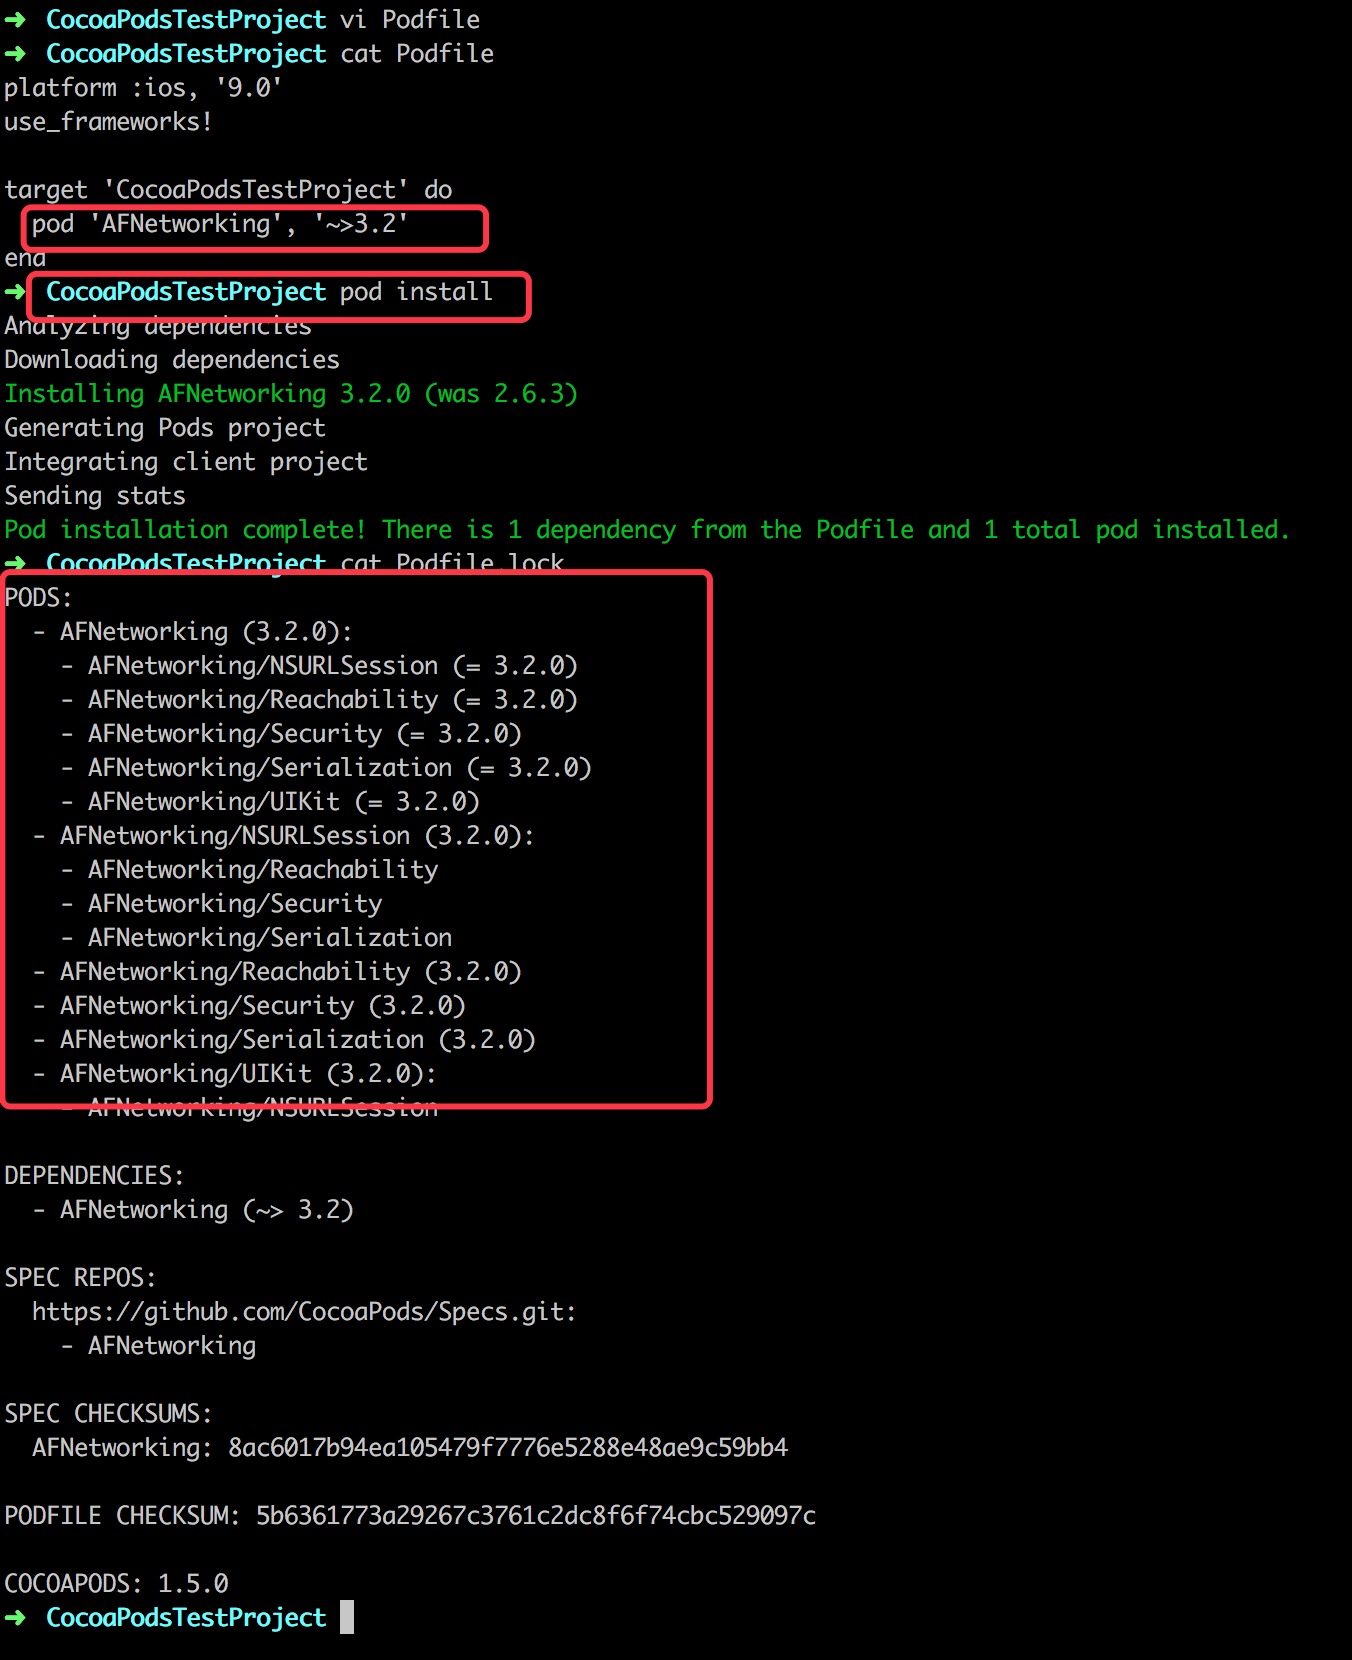 ➜  CocoaPodsTestProject vi Podfile
➜  CocoaPodsTestProject cat Podfile
platform :ios, '9.0'
use_frameworks!

target 'CocoaPodsTestProject' do
  pod 'AFNetworking', '~>3.2'
end
➜  CocoaPodsTestProject pod install
Analyzing dependencies
Downloading dependencies
Installing AFNetworking 3.2.0 (was 2.6.3)
Generating Pods project
Integrating client project
Sending stats
Pod installation complete! There is 1 dependency from the Podfile and 1 total pod installed.
➜  CocoaPodsTestProject cat Podfile.lock
PODS:
  - AFNetworking (3.2.0):
    - AFNetworking/NSURLSession (= 3.2.0)
    - AFNetworking/Reachability (= 3.2.0)
    - AFNetworking/Security (= 3.2.0)
    - AFNetworking/Serialization (= 3.2.0)
    - AFNetworking/UIKit (= 3.2.0)
  - AFNetworking/NSURLSession (3.2.0):
    - AFNetworking/Reachability
    - AFNetworking/Security
    - AFNetworking/Serialization
  - AFNetworking/Reachability (3.2.0)
  - AFNetworking/Security (3.2.0)
  - AFNetworking/Serialization (3.2.0)
  - AFNetworking/UIKit (3.2.0):
    - AFNetworking/NSURLSession

DEPENDENCIES:
  - AFNetworking (~> 3.2)

SPEC REPOS:
  https://github.com/CocoaPods/Specs.git:
    - AFNetworking

SPEC CHECKSUMS:
  AFNetworking: 8ac6017b94ea105479f7776e5288e48ae9c59bb4

PODFILE CHECKSUM: 5b6361773a29267c3761c2dc8f6f74cbc529097c

COCOAPODS: 1.5.0
➜  CocoaPodsTestProject